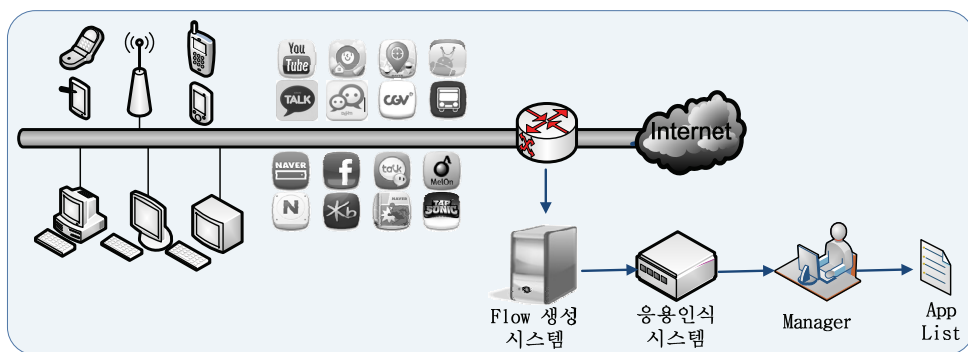 You
Tube
TALK
CGV
Internet
NAVER
f
talk
MelOn
N
b
NAVER
TAP
SONIC
Flow 생성
시스템
응용인식
시스템
Manager
App
List